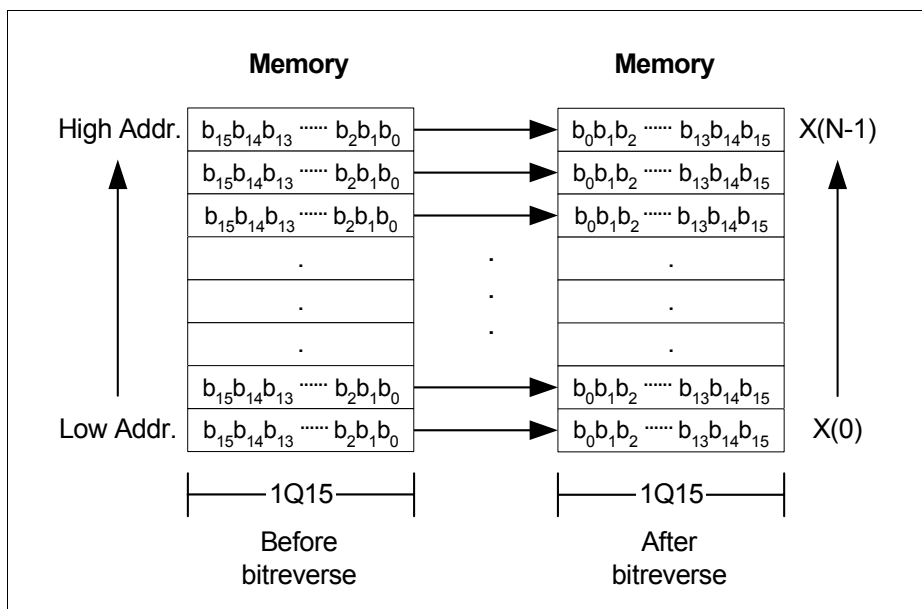 Memory Memory
High Addr. b15b14b13 ······ b2b1b0 b0b1b2 ······ b13b14b15 X(N-1)
b15b14b13 ······ b2b1b0 b0b1b2 ······ b13b14b15
b15b14b13 ······ b2b1b0 b0b1b2 ······ b13b14b15
. . .
. . .
. . .
b15b14b13 ······ b2b1b0 b0b1b2 ······ b13b14b15
Low Addr. b15b14b13 ······ b2b1b0 b0b1b2 ······ b13b14b15 X(0)
1Q15 1Q15
Before After
bitreverse bitreverse